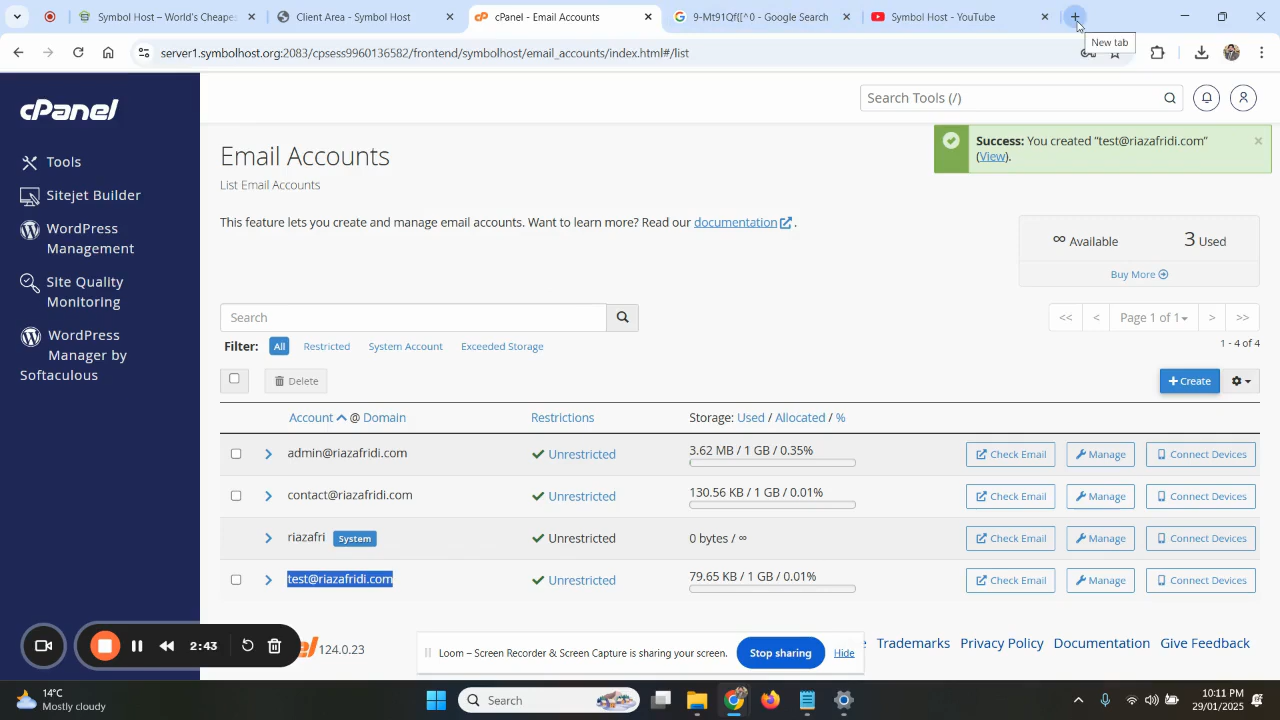 Symbol Host – World's Cheapes
Client Area - Symbol Host
cPanel - Email Accounts
9-Mt91Qf{[^0 - Google Search
Symbol Host - YouTube
New tab
server1.symbolhost.org:2083/cpsess9960136582/frontend/symbolhost/email_accounts/index.html#/list
cPanel
Search Tools (/)
Tools
Sitejet Builder
WordPress
Management
Site Quality
Monitoring
WordPress
Manager by
Softaculous
Email Accounts
List Email Accounts
Success: You created "test@riazafridi.com"
(View).
This feature lets you create and manage email accounts. Want to learn more? Read our documentation.
∞ Available 3 Used
Buy More
Search
<< < Page 1 of 1 > >>
Filter: All Restricted System Account Exceeded Storage
1 - 4 of 4
Delete
+ Create
Account @ Domain Restrictions Storage: Used / Allocated / %
admin@riazafridi.com Unrestricted 3.62 MB / 1 GB / 0.35% Check Email Manage Connect Devices
contact@riazafridi.com Unrestricted 130.56 KB / 1 GB / 0.01% Check Email Manage Connect Devices
riazafri System Unrestricted 0 bytes / ∞ Check Email Manage Connect Devices
test@riazafridi.com Unrestricted 79.65 KB / 1 GB / 0.01% Check Email Manage Connect Devices
2:43
124.0.23
Loom – Screen Recorder & Screen Capture is sharing your screen. Stop sharing Hide
Trademarks Privacy Policy Documentation Give Feedback
14°C
Mostly cloudy
Search
10:11 PM
29/01/2025